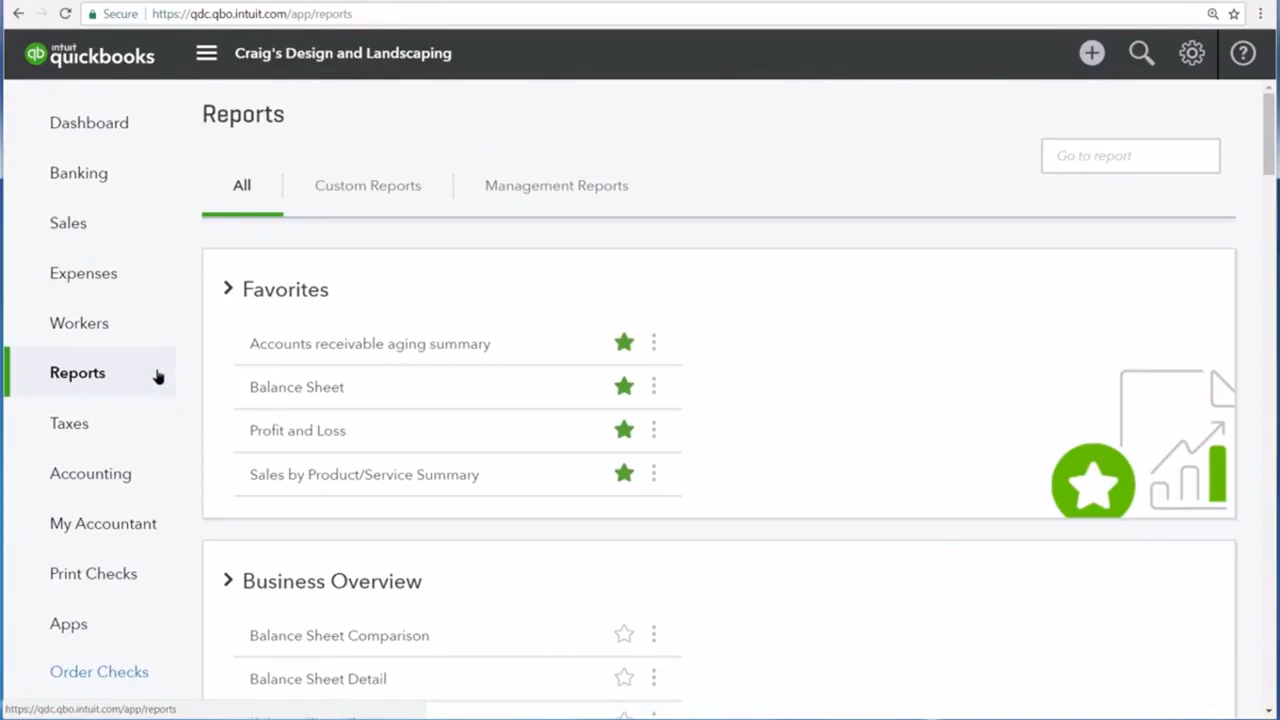 Secure | https://qdc.qbo.intuit.com/app/reports
qb intuit quickbooks
Craig's Design and Landscaping
Dashboard
Banking
Sales
Expenses
Workers
Reports
Taxes
Accounting
My Accountant
Print Checks
Apps
Order Checks
Reports
Go to report
All
Custom Reports
Management Reports
Favorites
Accounts receivable aging summary
Balance Sheet
Profit and Loss
Sales by Product/Service Summary
Business Overview
Balance Sheet Comparison
Balance Sheet Detail
https://qdc.qbo.intuit.com/app/reports